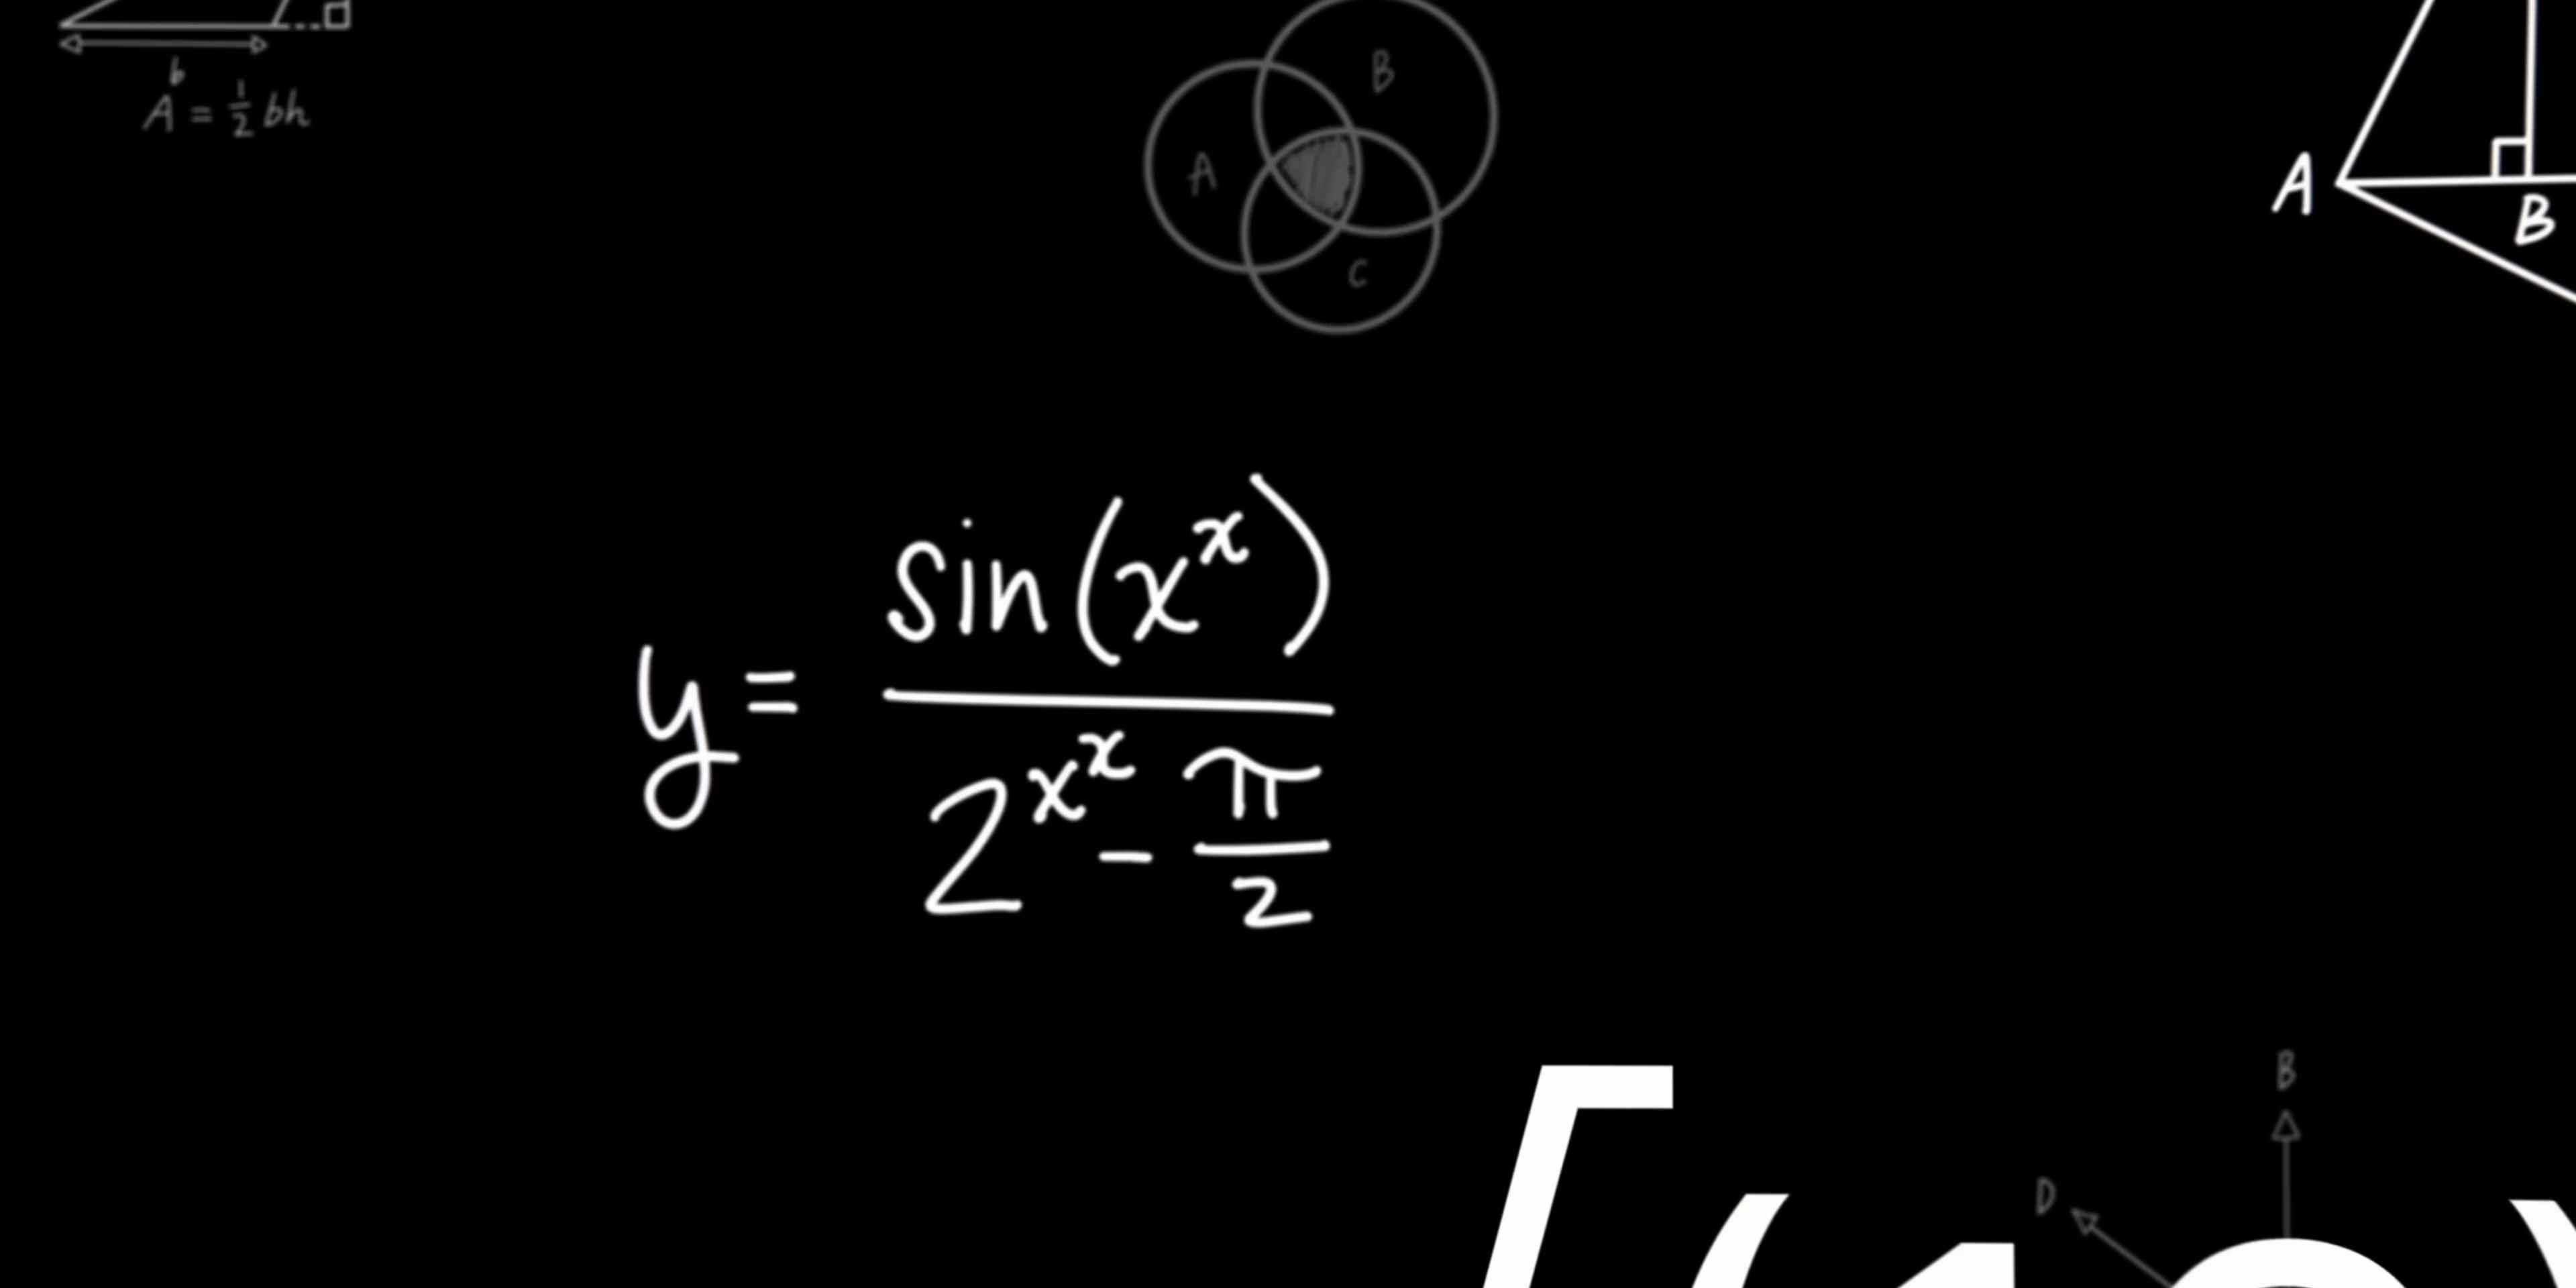 b
A = 1/2 bh
B
A
C
A
B
y = sin(x^x) / (2^(x^x) - π/2)
B
D